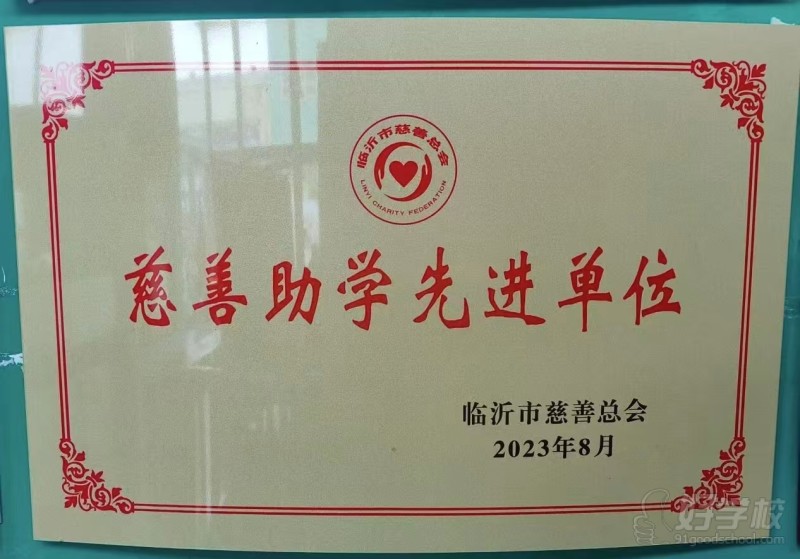 临沂市慈善总会
LINYI CHARITY FEDERATION
慈善助学先进单位
临沂市慈善总会
2023年8月
好学校
91goodschool.com